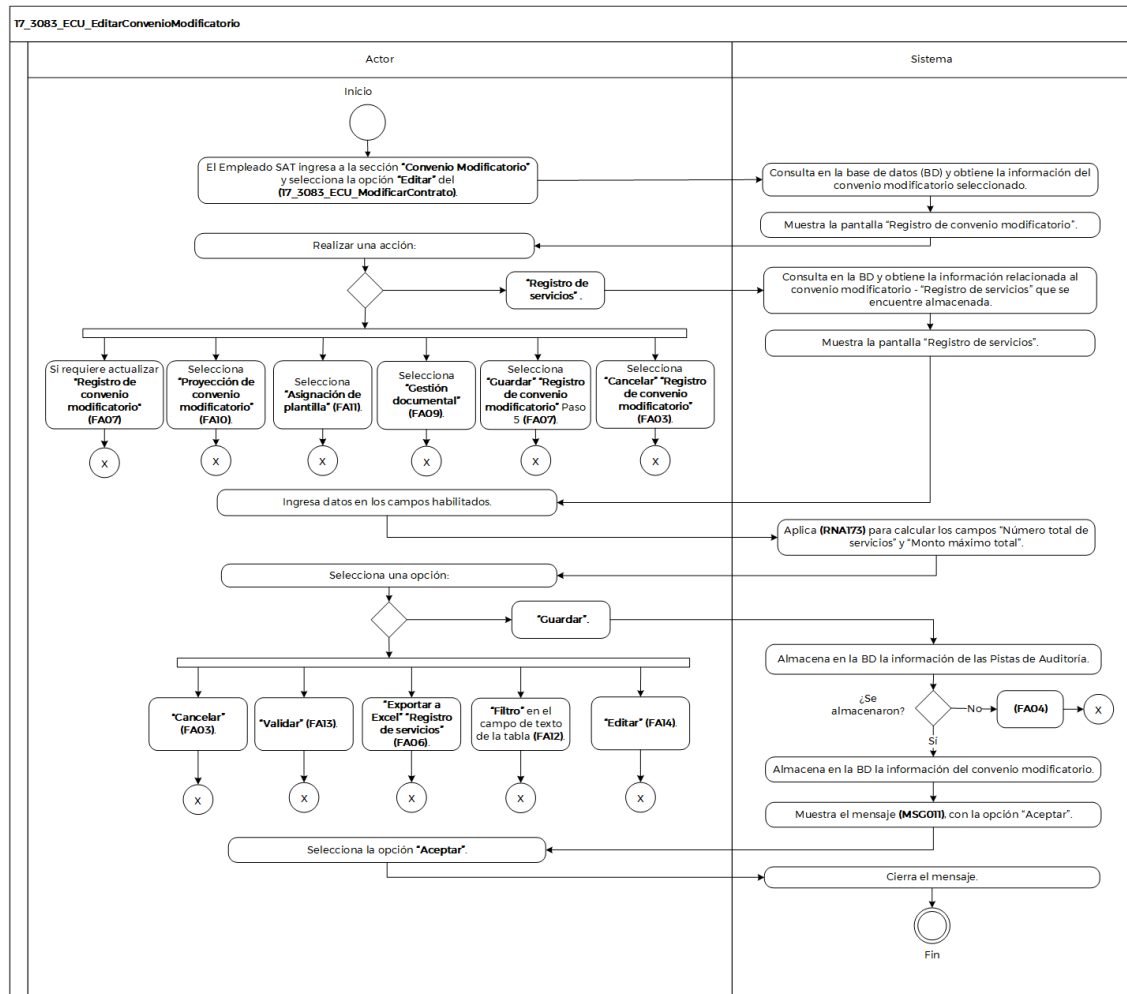 17_3083_ECU_EditarConvenioModificatorio
Actor
Sistema
Inicio
El Empleado SAT ingresa a la sección "Convenio Modificatorio"
y selecciona la opción "Editar" del
(17_3083_ECU_ModificarContrato).
Consulta en la base de datos (BD) y obtiene la información del
convenio modificatorio seleccionado.
Muestra la pantalla "Registro de convenio modificatorio".
Realizar una acción:
"Registro de
servicios" .
Consulta en la BD y obtiene la información relacionada al
convenio modificatorio - "Registro de servicios" que se
encuentre almacenada.
Muestra la pantalla "Registro de servicios".
Si requiere actualizar
"Registro de
convenio
modificatorio"
(FA07)
Selecciona
"Proyección de
convenio
modificatorio"
(FA10).
Selecciona
"Asignación de
plantilla" (FA11).
Selecciona
"Gestión
documental"
(FA09).
Selecciona
"Guardar" "Registro
de convenio
modificatorio" Paso
5 (FA07).
Selecciona
"Cancelar" "Registro
de convenio
modificatorio"
(FA03).
X
X
X
X
X
X
Ingresa datos en los campos habilitados.
Aplica (RNA173) para calcular los campos "Número total de
servicios" y "Monto máximo total".
Selecciona una opción:
"Guardar".
Almacena en la BD la información de las Pistas de Auditoría.
¿Se
almacenaron?
No
(FA04)
X
Sí
"Cancelar"
(FA03).
"Validar" (FA13).
"Exportar a
Excel" "Registro
de servicios"
(FA06).
"Filtro" en el
campo de texto
de la tabla (FA12).
"Editar" (FA14).
X
X
X
X
X
Almacena en la BD la información del convenio modificatorio.
Muestra el mensaje (MSG011), con la opción "Aceptar".
Selecciona la opción "Aceptar".
Cierra el mensaje.
Fin